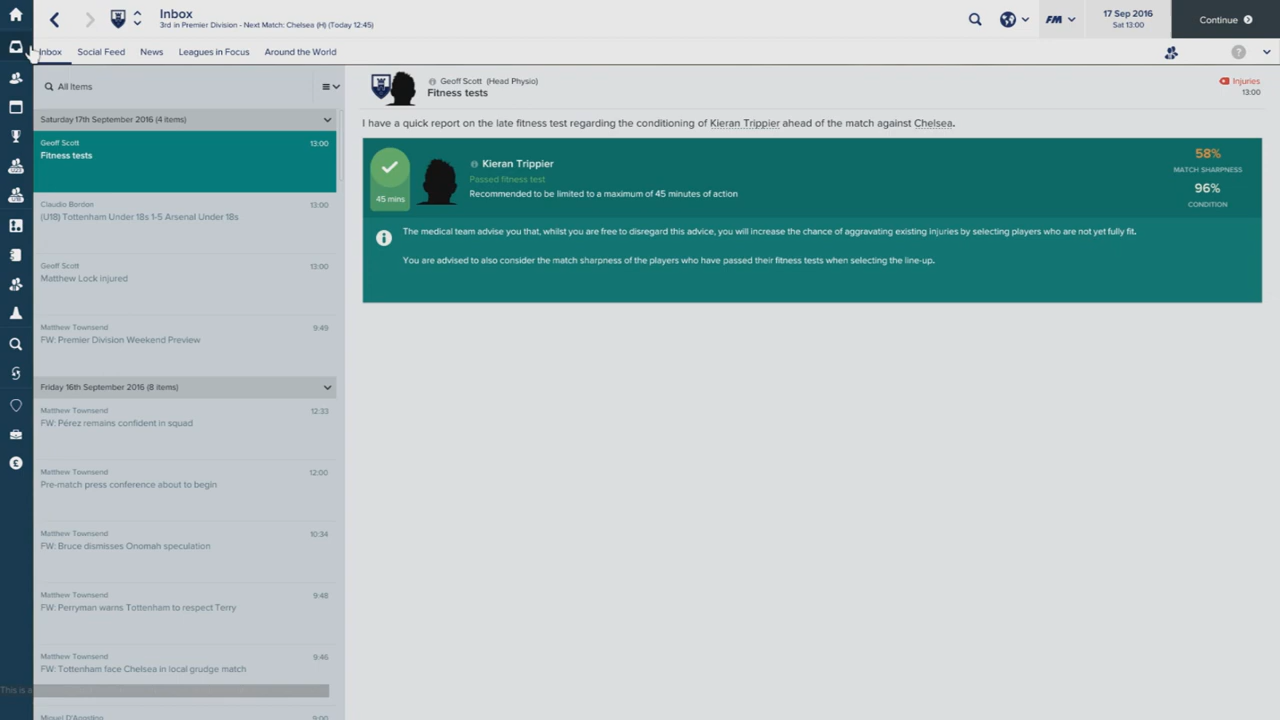 Inbox
3rd in Premier Division - Next Match: Chelsea (H) (Today 12:45)
FM
17 Sep 2016
Sat 13:00
Continue
Inbox
Social Feed
News
Leagues in Focus
Around the World
?
All Items
Saturday 17th September 2016 (4 items)
Geoff Scott
13:00
Fitness tests
Claudio Bordon
13:00
(U18) Tottenham Under 18s 1-5 Arsenal Under 18s
Geoff Scott
13:00
Matthew Lock injured
Matthew Townsend
9:49
FW: Premier Division Weekend Preview
Friday 16th September 2016 (8 items)
Matthew Townsend
12:33
FW: Pérez remains confident in squad
Matthew Townsend
12:00
Pre-match press conference about to begin
Matthew Townsend
10:34
FW: Bruce dismisses Onomah speculation
Matthew Townsend
9:48
FW: Perryman warns Tottenham to respect Terry
Matthew Townsend
9:46
FW: Tottenham face Chelsea in local grudge match
This is a
Miguel D'Agostino
9:00
Geoff Scott (Head Physio)
Fitness tests
Injuries
13:00
I have a quick report on the late fitness test regarding the conditioning of Kieran Trippier ahead of the match against Chelsea.
45 mins
Kieran Trippier
Passed fitness test
Recommended to be limited to a maximum of 45 minutes of action
58%
MATCH SHARPNESS
96%
CONDITION
The medical team advise you that, whilst you are free to disregard this advice, you will increase the chance of aggravating existing injuries by selecting players who are not yet fully fit.
You are advised to also consider the match sharpness of the players who have passed their fitness tests when selecting the line-up.